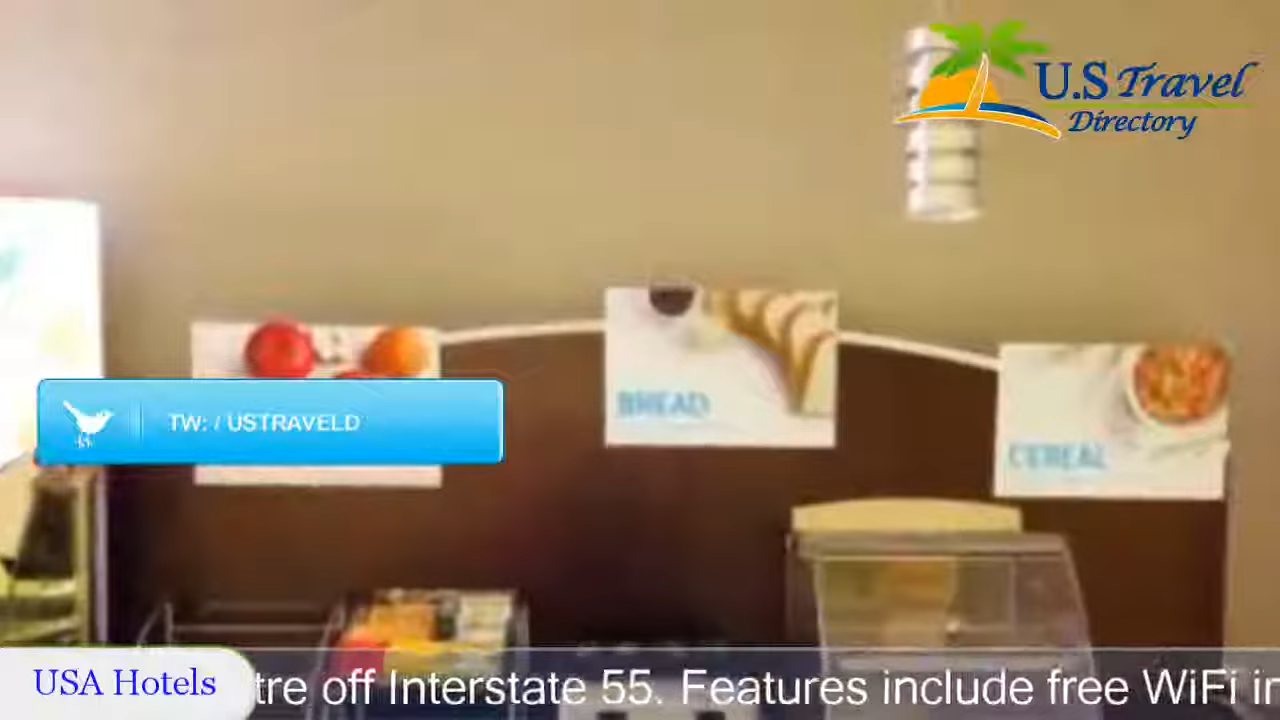 U.S Travel
Directory
BREAD
TW: / USTRAVELD
CEREAL
USA Hotels
tre off Interstate 55. Features include free WiFi in